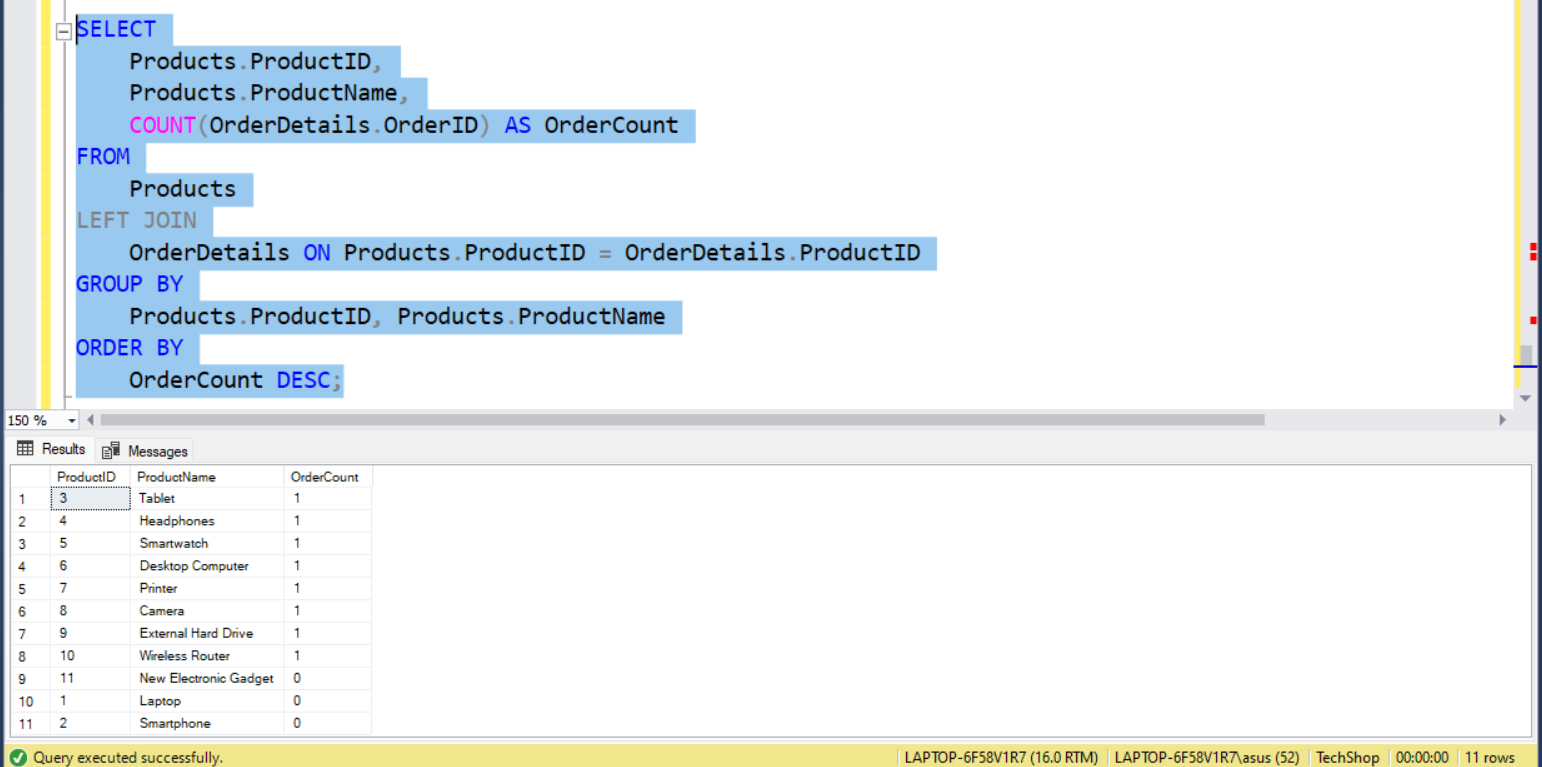 SELECT
Products.ProductID,
Products.ProductName,
COUNT(OrderDetails.OrderID) AS OrderCount
FROM
Products
LEFT JOIN
OrderDetails ON Products.ProductID = OrderDetails.ProductID
GROUP BY
Products.ProductID, Products.ProductName
ORDER BY
OrderCount DESC;
150 %
Results Messages
ProductID ProductName OrderCount
1 3 Tablet 1
2 4 Headphones 1
3 5 Smartwatch 1
4 6 Desktop Computer 1
5 7 Printer 1
6 8 Camera 1
7 9 External Hard Drive 1
8 10 Wireless Router 1
9 11 New Electronic Gadget 0
10 1 Laptop 0
11 2 Smartphone 0
Query executed successfully. LAPTOP-6F58V1R7 (16.0 RTM) LAPTOP-6F58V1R7\asus (52) TechShop 00:00:00 11 rows